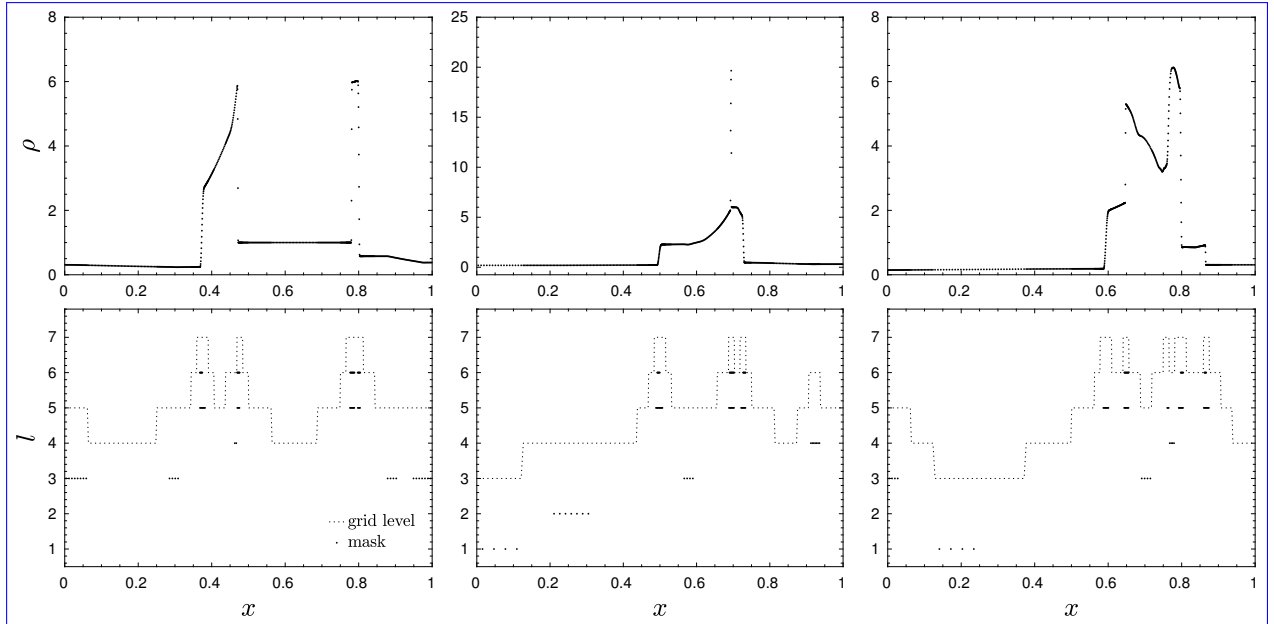 8 25 8
6 20 6
ρ 4 15 4
10
2 5 2
0 0 0
0 0.2 0.4 0.6 0.8 1 0 0.2 0.4 0.6 0.8 1 0 0.2 0.4 0.6 0.8 1
7 7 7
6 6 6
5 5 5
l 4 4 4
3 3 3
2 grid level 2 2
1 mask 1 1
0 0.2 0.4 0.6 0.8 1 0 0.2 0.4 0.6 0.8 1 0 0.2 0.4 0.6 0.8 1
x x x